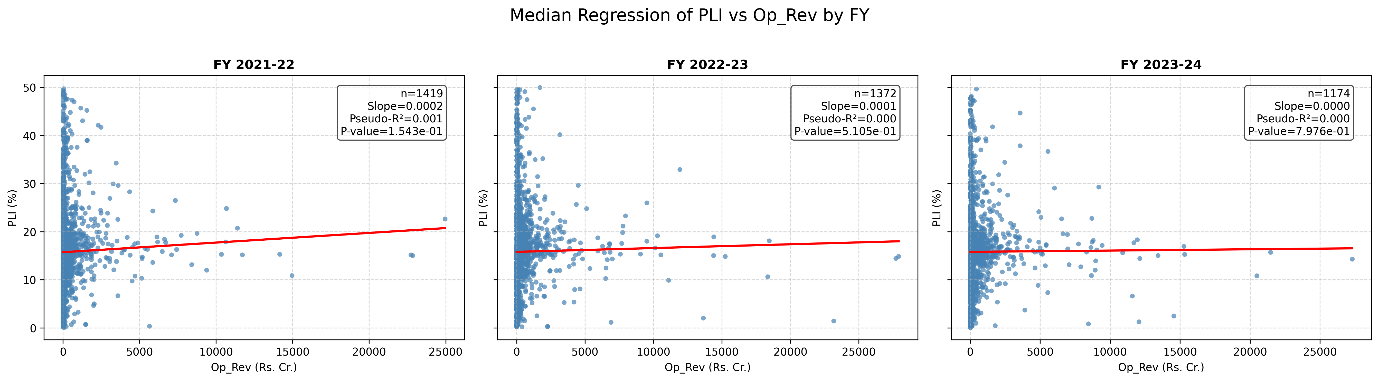 Median Regression of PLI vs Op_Rev by FY
FY 2021-22
n=1419
Slope=0.0002
Pseudo-R²=0.001
P-value=1.543e-01
PLI (%)
50
40
30
20
10
0
0 5000 10000 15000 20000 25000
Op_Rev (Rs. Cr.)
FY 2022-23
n=1372
Slope=0.0001
Pseudo-R²=0.000
P-value=5.105e-01
PLI (%)
0 5000 10000 15000 20000 25000
Op_Rev (Rs. Cr.)
FY 2023-24
n=1174
Slope=0.0000
Pseudo-R²=0.000
P-value=7.976e-01
PLI (%)
0 5000 10000 15000 20000 25000
Op_Rev (Rs. Cr.)